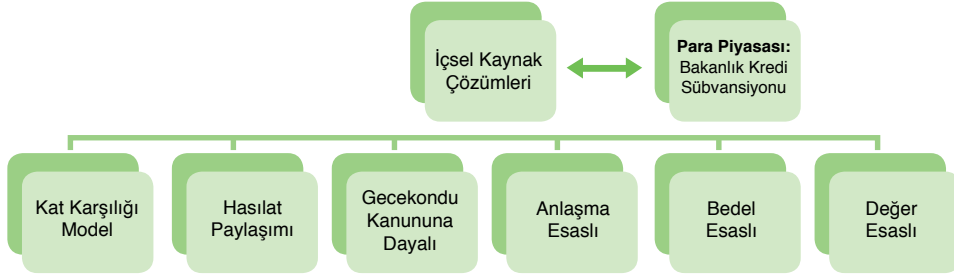 İçsel Kaynak
Çözümleri
Para Piyasası:
Bakanlık Kredi
Sübvansiyonu
Kat Karşılığı
Model
Hasılat
Paylaşımı
Gecekondu
Kanununa
Dayalı
Anlaşma
Esaslı
Bedel
Esaslı
Değer
Esaslı